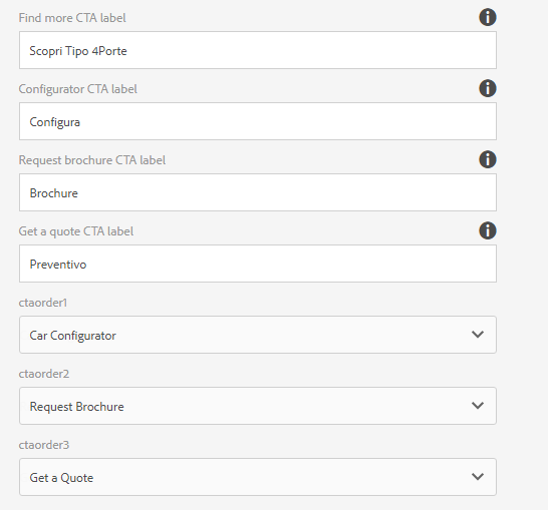 Find more CTA label
Scopri Tipo 4Porte
Configurator CTA label
Configura
Request brochure CTA label
Brochure
Get a quote CTA label
Preventivo
ctaorder1
Car Configurator
ctaorder2
Request Brochure
ctaorder3
Get a Quote